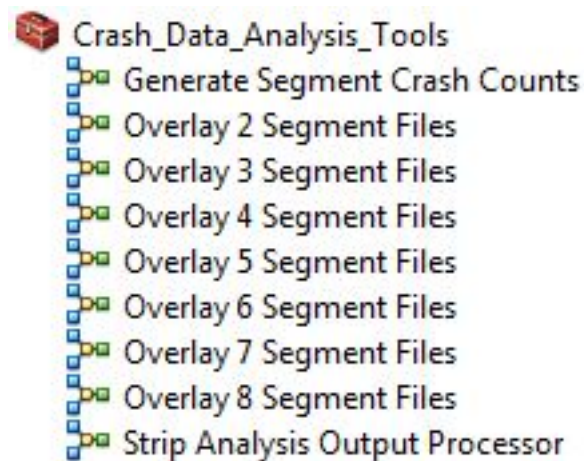 Crash_Data_Analysis_Tools
Generate Segment Crash Counts
Overlay 2 Segment Files
Overlay 3 Segment Files
Overlay 4 Segment Files
Overlay 5 Segment Files
Overlay 6 Segment Files
Overlay 7 Segment Files
Overlay 8 Segment Files
Strip Analysis Output Processor